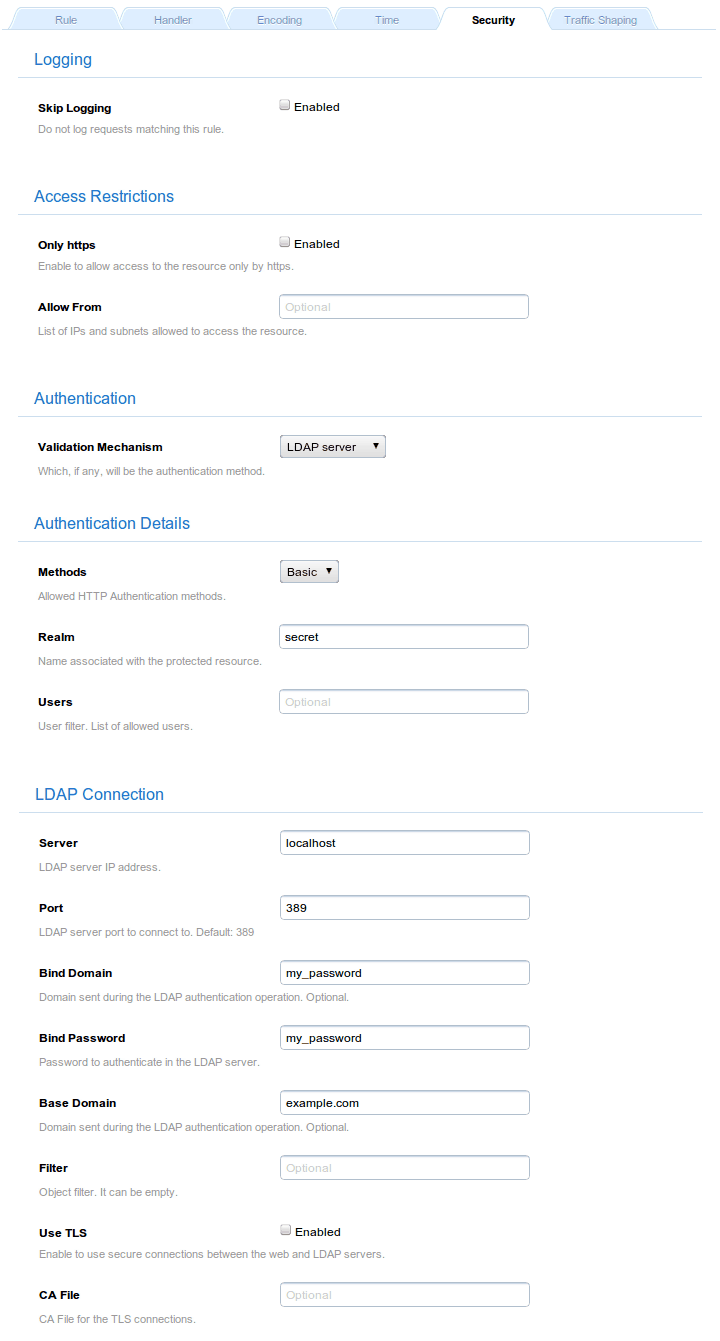 Rule Handler Encoding Time Security Traffic Shaping
Logging
Skip Logging Enabled
Do not log requests matching this rule.
Access Restrictions
Only https Enabled
Enable to allow access to the resource only by https.
Allow From Optional
List of IPs and subnets allowed to access the resource.
Authentication
Validation Mechanism LDAP server
Which, if any, will be the authentication method.
Authentication Details
Methods Basic
Allowed HTTP Authentication methods.
Realm secret
Name associated with the protected resource.
Users Optional
User filter. List of allowed users.
LDAP Connection
Server localhost
LDAP server IP address.
Port 389
LDAP server port to connect to. Default: 389
Bind Domain my_password
Domain sent during the LDAP authentication operation. Optional.
Bind Password my_password
Password to authenticate in the LDAP server.
Base Domain example.com
Domain sent during the LDAP authentication operation. Optional.
Filter Optional
Object filter. It can be empty.
Use TLS Enabled
Enable to use secure connections between the web and LDAP servers.
CA File Optional
CA File for the TLS connections.